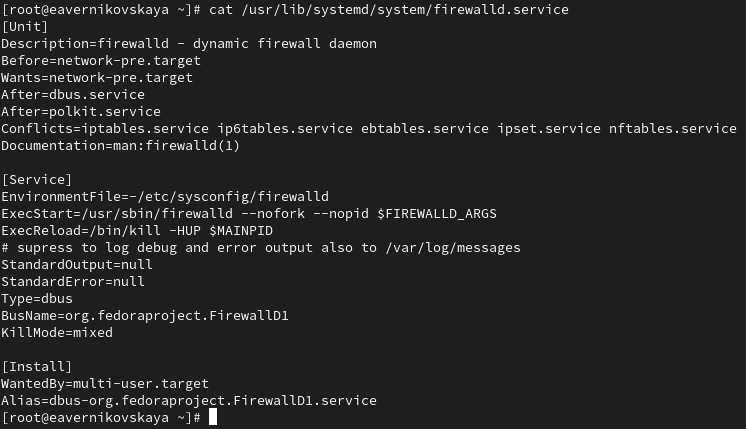 [root@eavernikovskaya ~]# cat /usr/lib/systemd/system/firewalld.service
[Unit]
Description=firewalld - dynamic firewall daemon
Before=network-pre.target
Wants=network-pre.target
After=dbus.service
After=polkit.service
Conflicts=iptables.service ip6tables.service ebtables.service ipset.service nftables.service
Documentation=man:firewalld(1)

[Service]
EnvironmentFile=-/etc/sysconfig/firewalld
ExecStart=/usr/sbin/firewalld --nofork --nopid $FIREWALLD_ARGS
ExecReload=/bin/kill -HUP $MAINPID
# supress to log debug and error output also to /var/log/messages
StandardOutput=null
StandardError=null
Type=dbus
BusName=org.fedoraproject.FirewallD1
KillMode=mixed

[Install]
WantedBy=multi-user.target
Alias=dbus-org.fedoraproject.FirewallD1.service
[root@eavernikovskaya ~]#